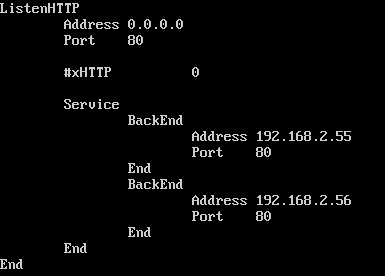 ListenHTTP
        Address 0.0.0.0
        Port    80
        #xHTTP          0
        Service
                BackEnd
                        Address 192.168.2.55
                        Port    80
                End
                BackEnd
                        Address 192.168.2.56
                        Port    80
                End
        End
End